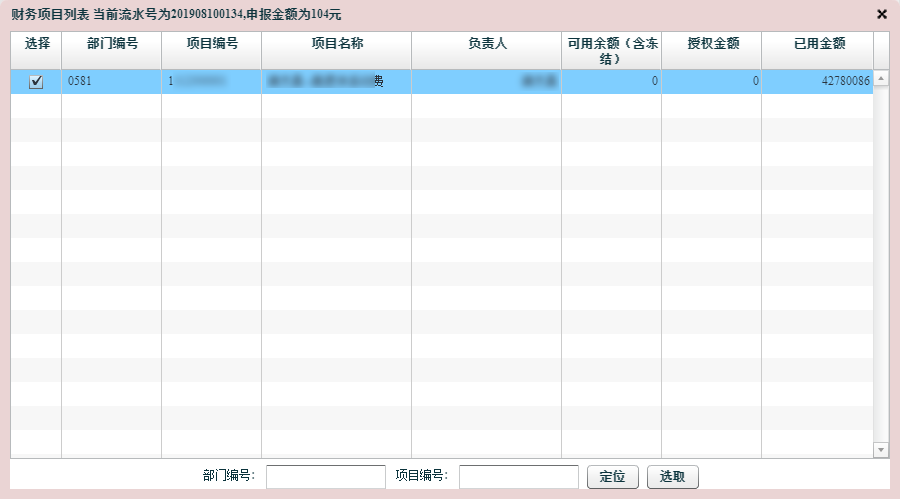 财务项目列表 当前流水号为201908100134,申报金额为104元
选择 部门编号 项目编号 项目名称 负责人 可用余额（含冻结） 授权金额 已用金额
0581 1 费 0 0 42780086
部门编号： 项目编号： 定位 选取